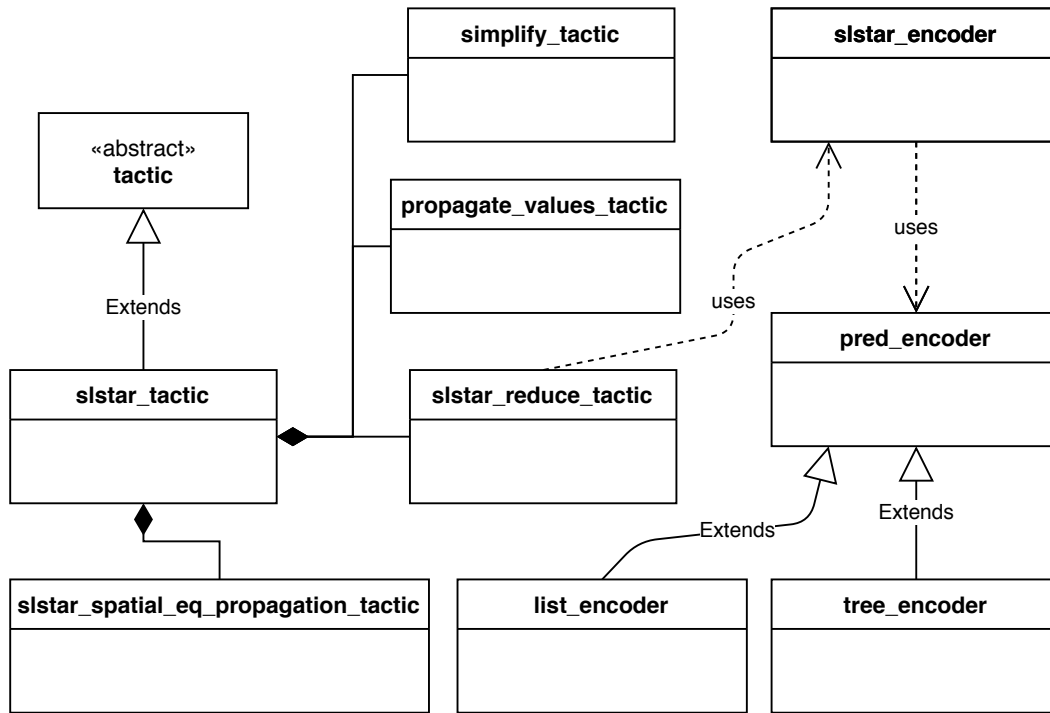 simplify_tactic
slstar_encoder
«abstract»
tactic
propagate_values_tactic
uses
uses
Extends
pred_encoder
slstar_tactic
slstar_reduce_tactic
Extends
Extends
slstar_spatial_eq_propagation_tactic
list_encoder
tree_encoder